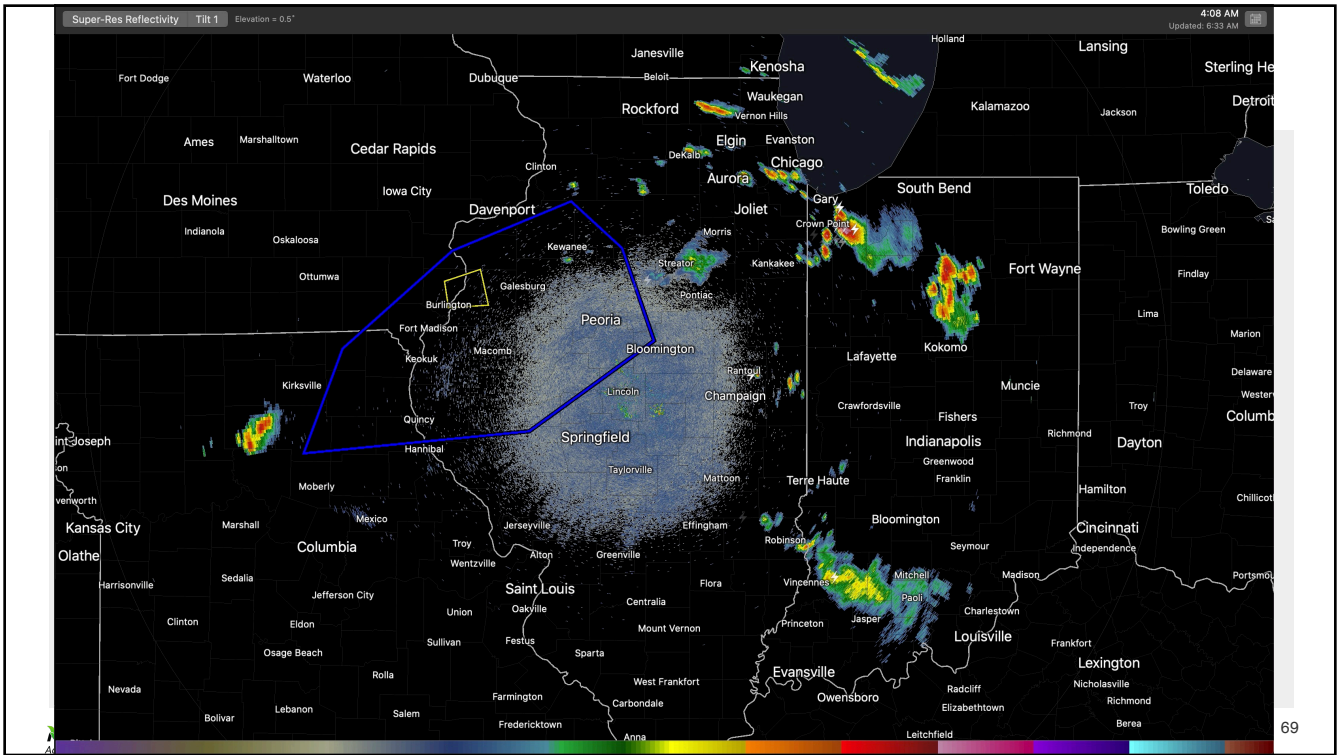 Super-Res Reflectivity Tilt 1 Elevation = 0.5°
4:08 AM
Updated: 6:33 AM
Holland
Janesville
Lansing
Kenosha
Sterling He
Fort Dodge
Waterloo
Dubuque
Beloit
Waukegan
Rockford
Vernon Hills
Kalamazoo
Jackson
Detroit
Ames
Marshalltown
Cedar Rapids
Elgin
Evanston
DeKalb
Chicago
Clinton
Aurora
Iowa City
South Bend
Toledo
Des Moines
Davenport
Joliet
Gary
Indianola
Oskaloosa
Morris
Crown Point
Bowling Green
Kewanee
Streator
Kankakee
Ottumwa
Fort Wayne
Findlay
Galesburg
Pontiac
Burlington
Peoria
Lima
Fort Madison
Marion
Macomb
Bloomington
Kokomo
Keokuk
Lafayette
Rantoul
Delaware
Kirksville
Lincoln
Champaign
Muncie
Wester
Crawfordsville
Troy
Quincy
Fishers
Columb
Springfield
Richmond
int Joseph
Hannibal
Indianapolis
Dayton
on
Taylorville
Greenwood
Moberly
Mattoon
Terre Haute
Franklin
Hamilton
venworth
Chillicot
Kansas City
Marshall
Mexico
Jerseyville
Effingham
Bloomington
Cincinnati
Columbia
Troy
Robinson
Seymour
Independence
Olathe
Alton
Greenville
Wentzville
Harrisonville
Sedalia
Flora
Vincennes
Mitchell
Madison
Portsmou
Jefferson City
Saint Louis
Paoli
Centralia
Union
Oakville
Charlestown
Clinton
Eldon
Mount Vernon
Princeton
Jasper
Louisville
Sullivan
Festus
Frankfort
Osage Beach
Sparta
Lexington
Rolla
Evansville
West Frankfort
Nicholasville
Nevada
Farmington
Owensboro
Radcliff
Lebanon
Carbondale
Elizabethtown
Richmond
Bolivar
Salem
Fredericktown
Berea
Anna
Leitchfield
69